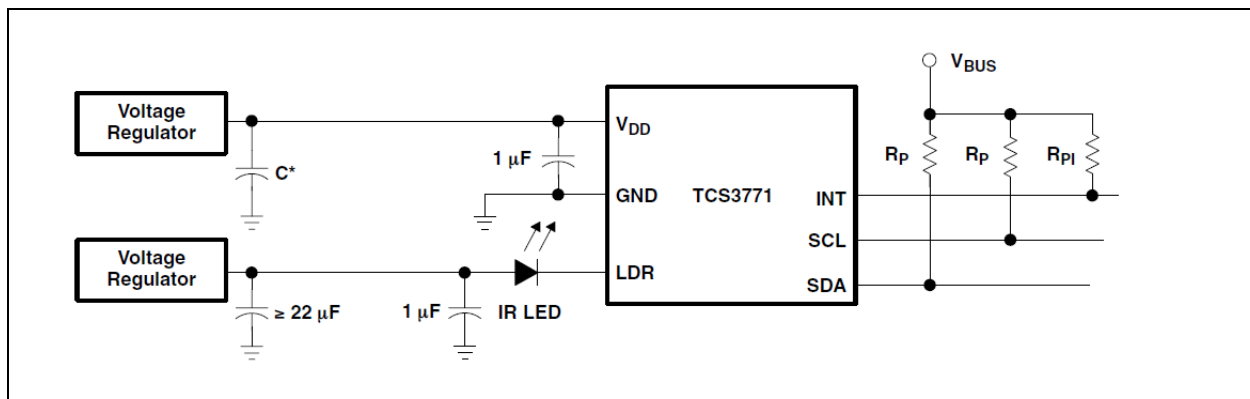 Voltage
Regulator
C*
1 µF
V_DD
GND
TCS3771
V_BUS
R_P
R_P
R_PI
INT
SCL
SDA
Voltage
Regulator
≥ 22 µF
1 µF
IR LED
LDR